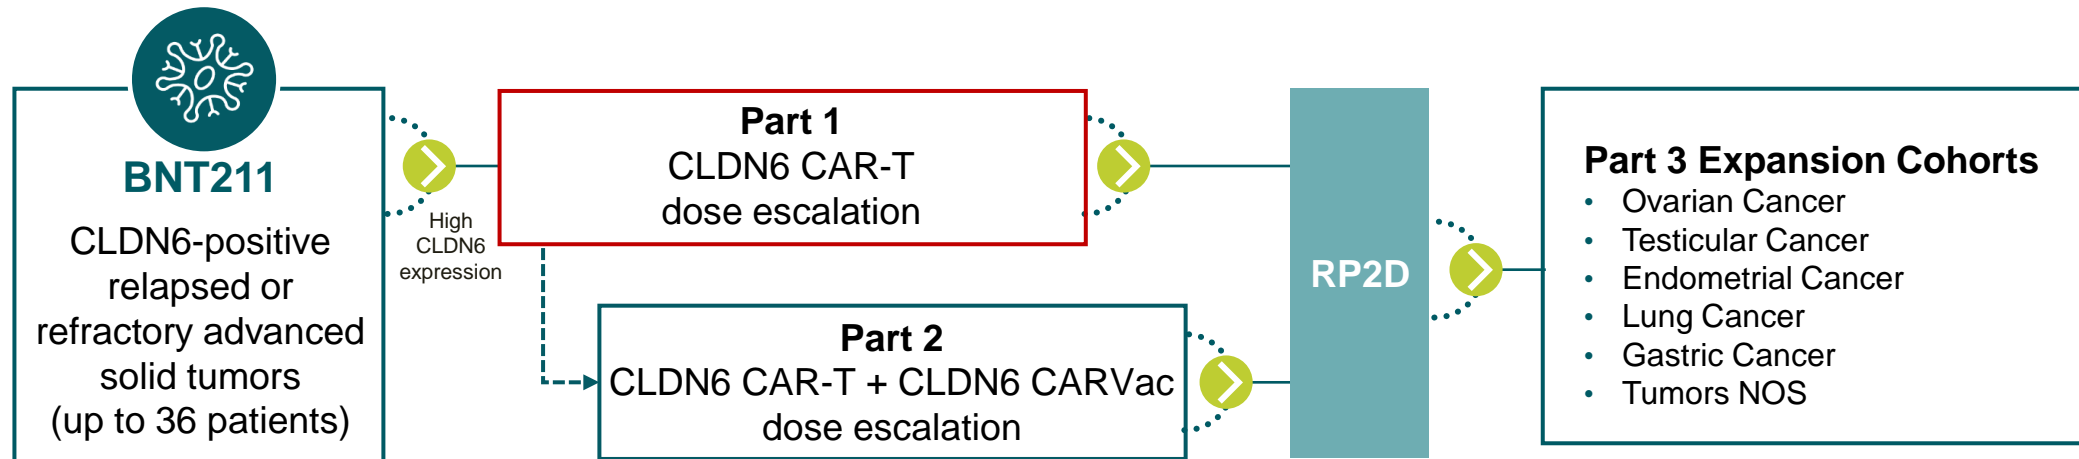 BNT211
CLDN6-positive
relapsed or
refractory advanced
solid tumors
(up to 36 patients)
High
CLDN6
expression
Part 1
CLDN6 CAR-T
dose escalation
Part 2
CLDN6 CAR-T + CLDN6 CARVac
dose escalation
RP2D
Part 3 Expansion Cohorts
• Ovarian Cancer
• Testicular Cancer
• Endometrial Cancer
• Lung Cancer
• Gastric Cancer
• Tumors NOS